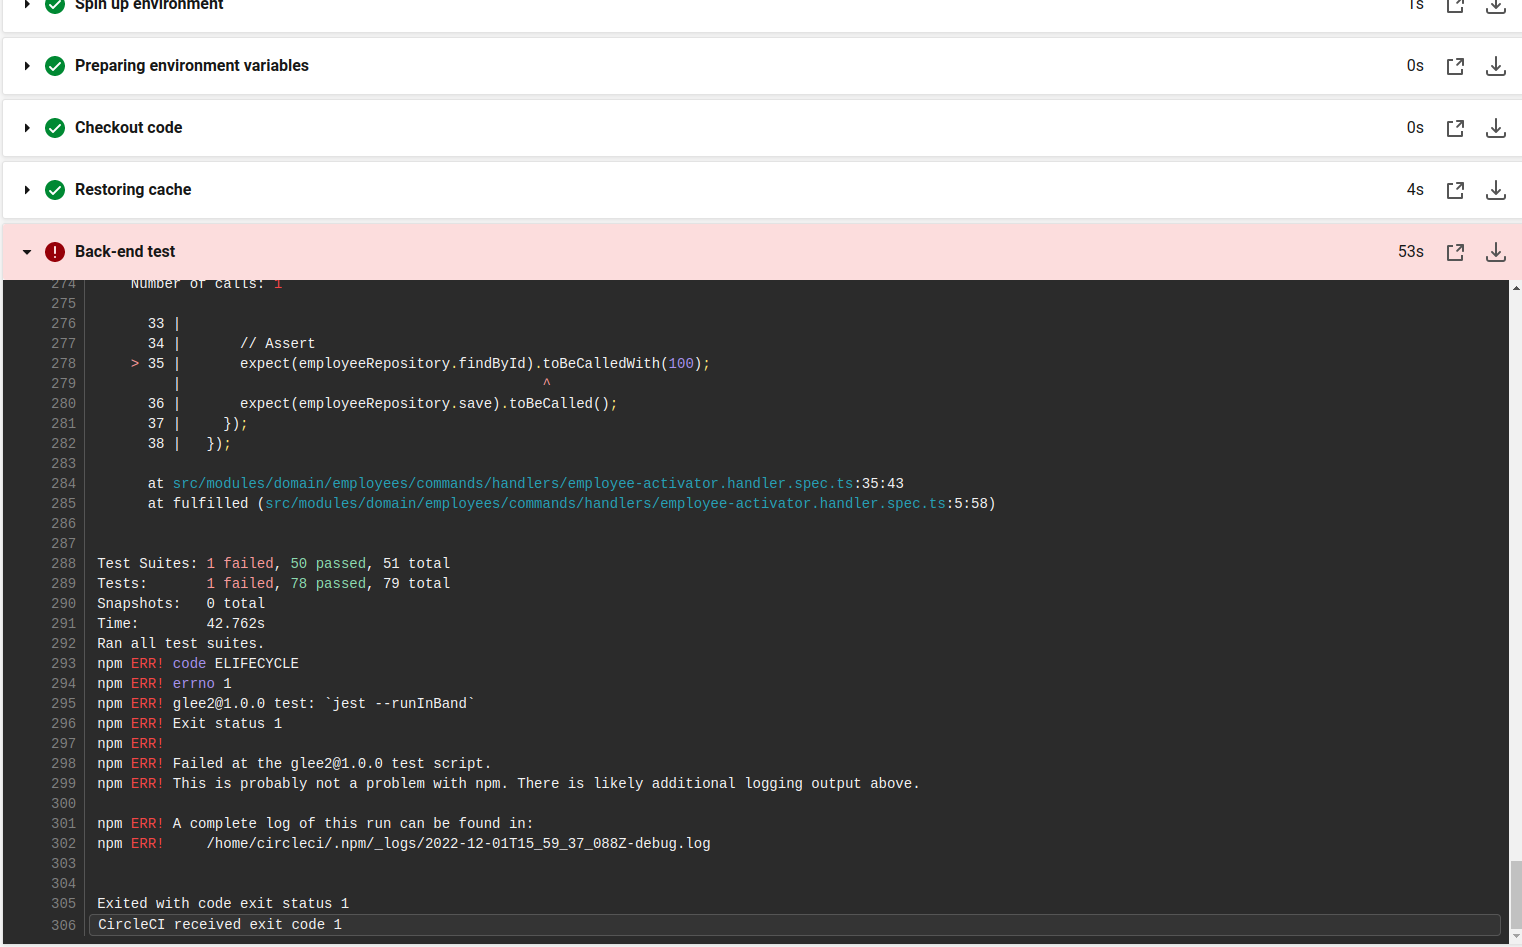 Spin up environment 1s
Preparing environment variables 0s
Checkout code 0s
Restoring cache 4s
Back-end test 53s
274 Number of calls: 1
275
276 33 |
277 34 | // Assert
278 > 35 | expect(employeeRepository.findById).toBeCalledWith(100);
279 | ^
280 36 | expect(employeeRepository.save).toBeCalled();
281 37 | });
282 38 | });
283
284 at src/modules/domain/employees/commands/handlers/employee-activator.handler.spec.ts:35:43
285 at fulfilled (src/modules/domain/employees/commands/handlers/employee-activator.handler.spec.ts:5:58)
286
287
288 Test Suites: 1 failed, 50 passed, 51 total
289 Tests: 1 failed, 78 passed, 79 total
290 Snapshots: 0 total
291 Time: 42.762s
292 Ran all test suites.
293 npm ERR! code ELIFECYCLE
294 npm ERR! errno 1
295 npm ERR! glee2@1.0.0 test: `jest --runInBand`
296 npm ERR! Exit status 1
297 npm ERR!
298 npm ERR! Failed at the glee2@1.0.0 test script.
299 npm ERR! This is probably not a problem with npm. There is likely additional logging output above.
300
301 npm ERR! A complete log of this run can be found in:
302 npm ERR! /home/circleci/.npm/_logs/2022-12-01T15_59_37_088Z-debug.log
303
304
305 Exited with code exit status 1
306 CircleCI received exit code 1